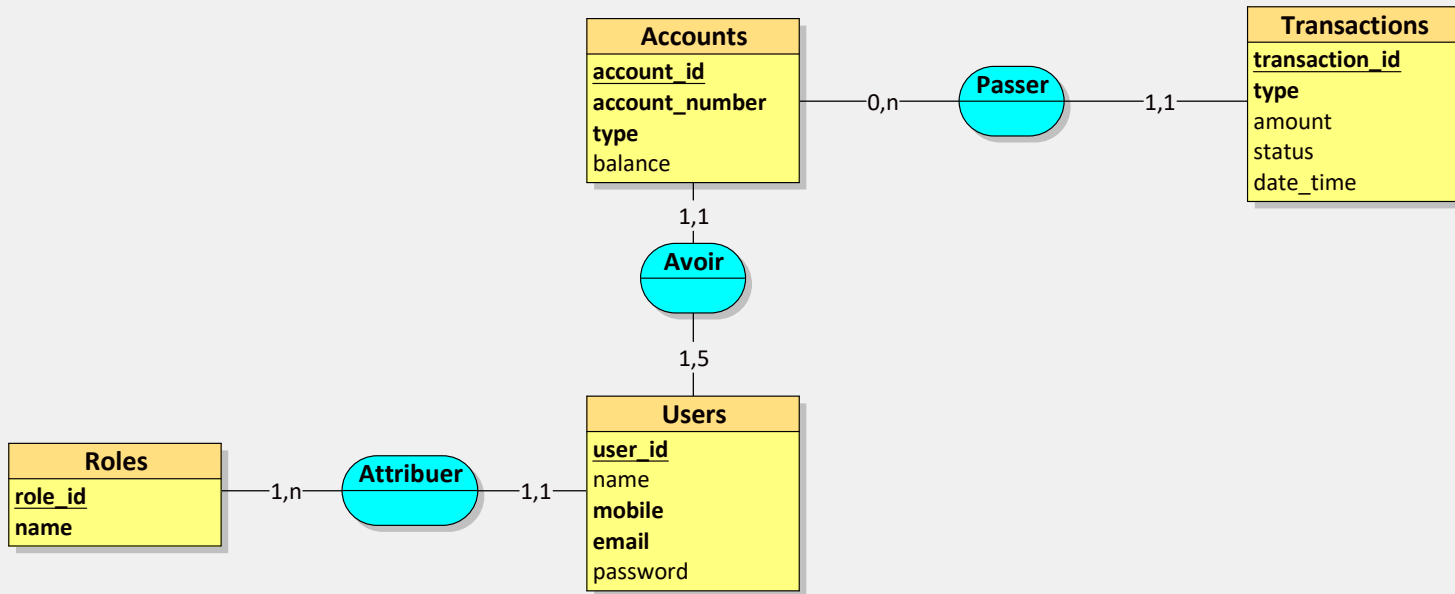 Accounts
account_id
account_number
type
balance
0,n
Passer
1,1
Transactions
transaction_id
type
amount
status
date_time
1,1
Avoir
1,5
Roles
role_id
name
1,n
Attribuer
1,1
Users
user_id
name
mobile
email
password